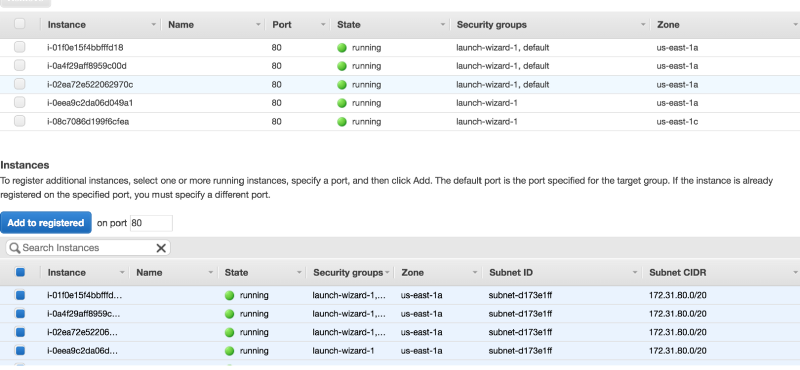 Instance Name Port State Security groups Zone
i-01f0e15f4bbfffd18 80 running launch-wizard-1, default us-east-1a
i-0a4f29aff8959c00d 80 running launch-wizard-1, default us-east-1a
i-02ea72e522062970c 80 running launch-wizard-1, default us-east-1a
i-0eea9c2da06d049a1 80 running launch-wizard-1 us-east-1a
i-08c7086d199f6cfea 80 running launch-wizard-1 us-east-1c
Instances
To register additional instances, select one or more running instances, specify a port, and then click Add. The default port is the port specified for the target group. If the instance is already
registered on the specified port, you must specify a different port.
Add to registered on port 80
Search Instances
Instance Name State Security groups Zone Subnet ID Subnet CIDR
i-01f0e15f4bbfffd... running launch-wizard-1,... us-east-1a subnet-d173e1ff 172.31.80.0/20
i-0a4f29aff8959c... running launch-wizard-1,... us-east-1a subnet-d173e1ff 172.31.80.0/20
i-02ea72e52206... running launch-wizard-1,... us-east-1a subnet-d173e1ff 172.31.80.0/20
i-0eea9c2da06d... running launch-wizard-1 us-east-1a subnet-d173e1ff 172.31.80.0/20